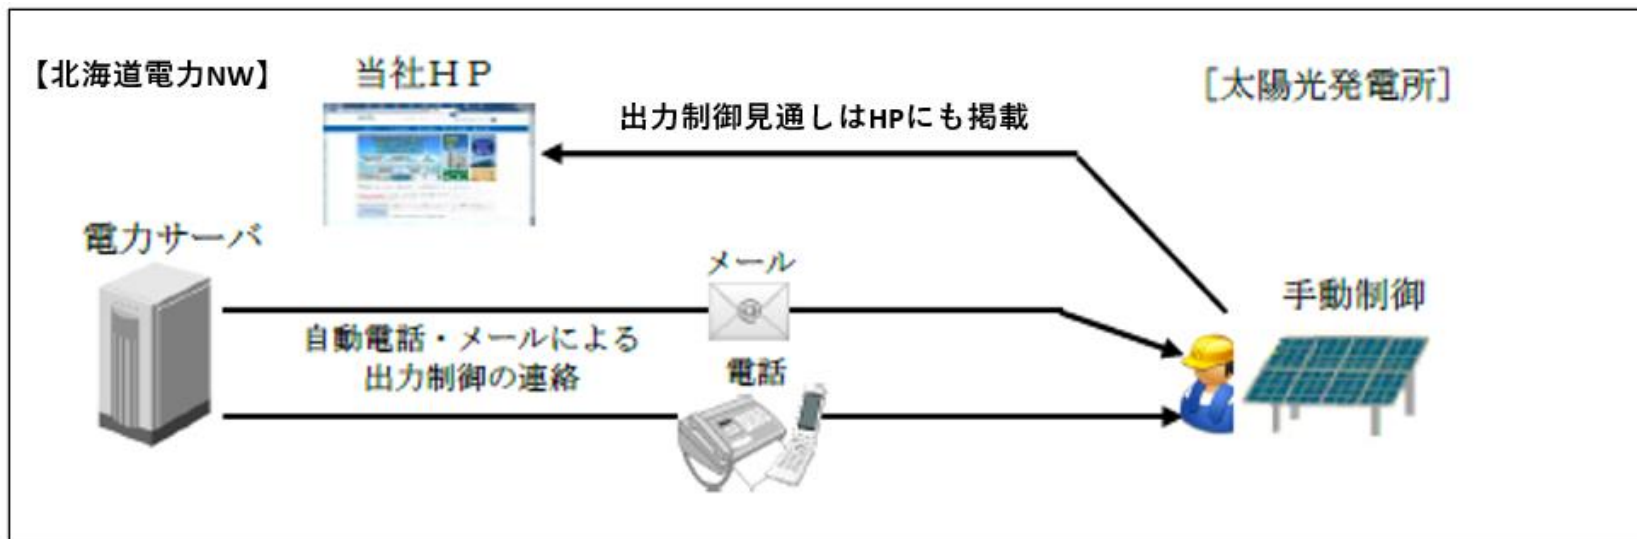 【北海道電力NW】
当社HP
[太陽光発電所]
出力制御見通しはHPにも掲載
電力サーバ
メール
手動制御
自動電話・メールによる
出力制御の連絡
電話